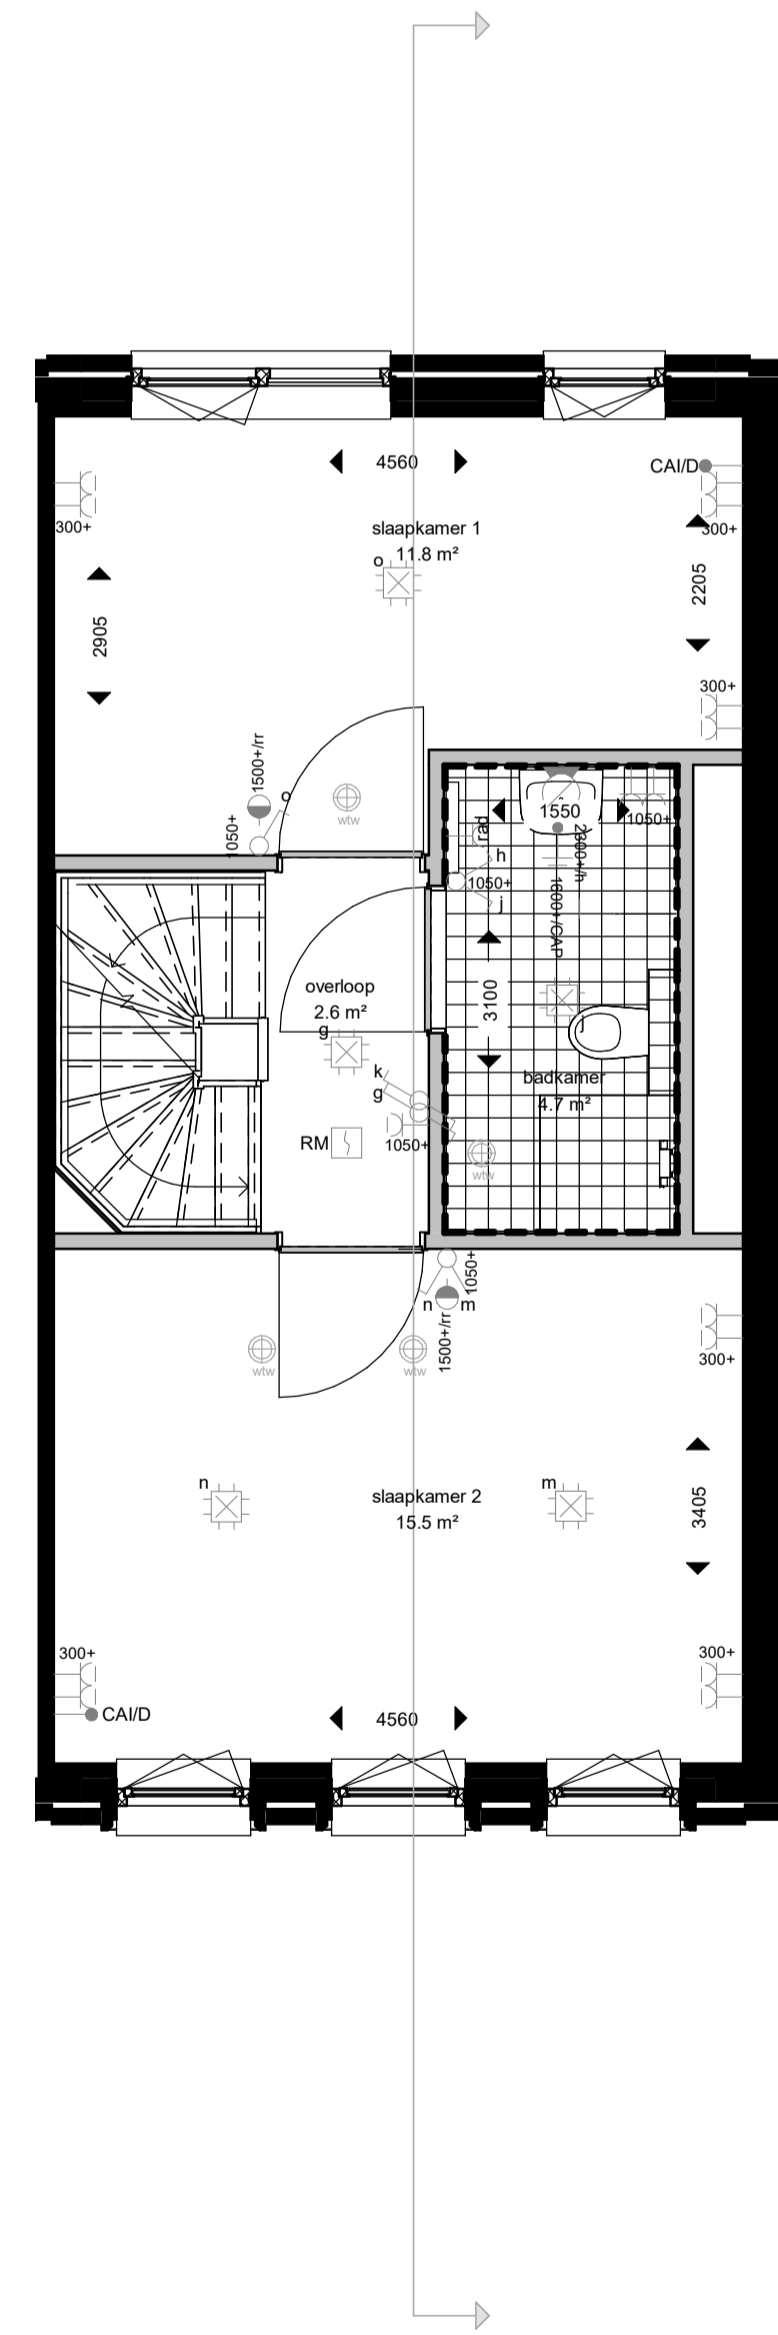 4560
CAI/D
300+
300+
slaapkamer 1
11.8 m²
o
2905
2205
300+
1500+/rr
o
1050+
wtw
1550
1050+
rad
2300+/h
h
1050+
j
1600+/CAP
overloop
2.6 m²
g
3100
j
k
g
badkamer
4.7 m²
RM
1050+
wtw
1050+
n
m
1500+/rr
wtw
wtw
300+
n
slaapkamer 2
15.5 m²
m
3405
300+
300+
CAI/D
4560